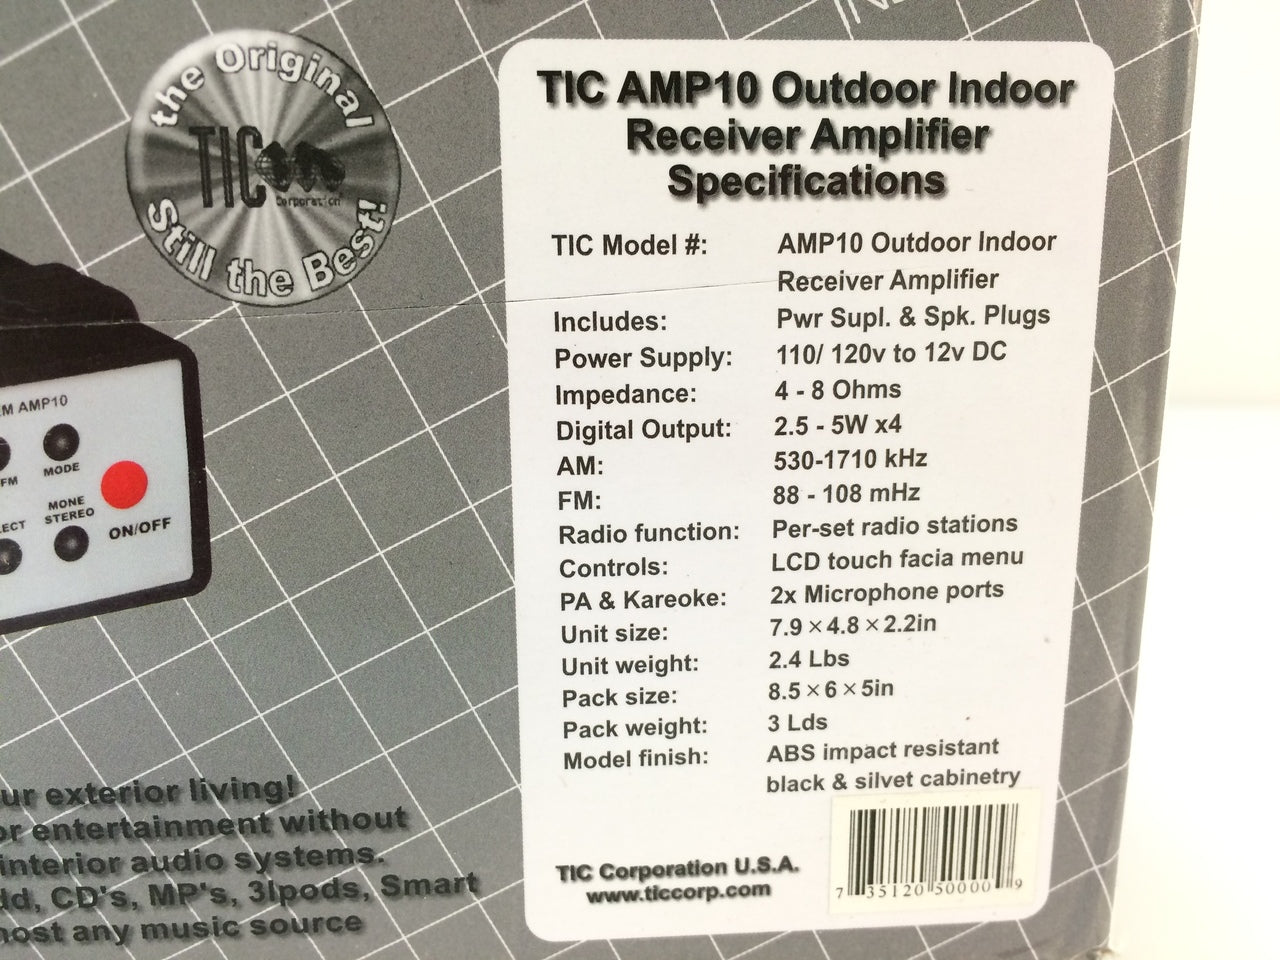 the Original
TIC
Corporation
Still the Best!
TIC AMP10 Outdoor Indoor
Receiver Amplifier
Specifications
TIC Model #: AMP10 Outdoor Indoor
Receiver Amplifier
Includes: Pwr Supl. & Spk. Plugs
Power Supply: 110/ 120v to 12v DC
Impedance: 4 - 8 Ohms
Digital Output: 2.5 - 5W x4
AM: 530-1710 kHz
FM: 88 - 108 mHz
Radio function: Per-set radio stations
Controls: LCD touch facia menu
PA & Kareoke: 2x Microphone ports
Unit size: 7.9 × 4.8 × 2.2in
Unit weight: 2.4 Lbs
Pack size: 8.5 × 6 × 5in
Pack weight: 3 Lds
Model finish: ABS impact resistant
black & silvet cabinetry
TIC Corporation U.S.A.
www.ticcorp.com
7 35120 50000 9
AMP10
FM
MODE
MONE
STEREO
ON/OFF
exterior living!
entertainment without
interior audio systems.
CD's, MP's, 3Ipods, Smart
any music source